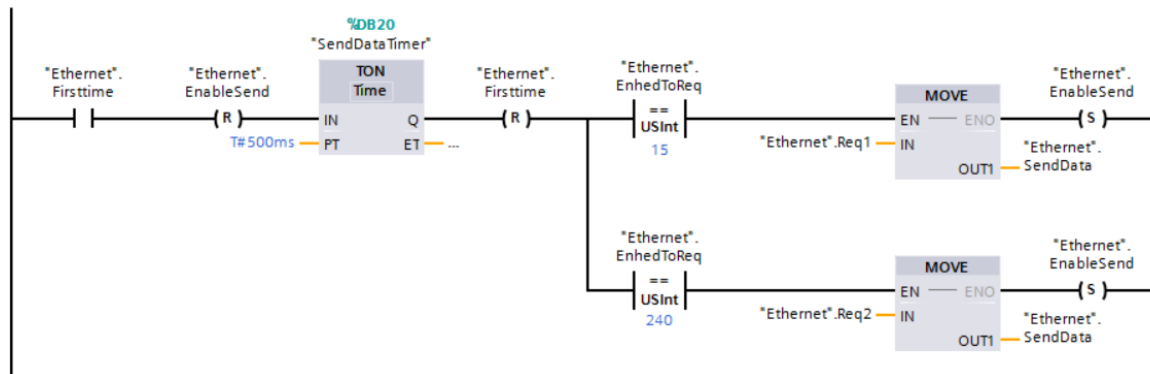 %DB20
"SendDataTimer"
"Ethernet".
Firsttime
"Ethernet".
EnableSend
( R )
TON
Time
IN
Q
T#500ms
PT
ET
...
"Ethernet".
Firsttime
( R )
"Ethernet".
EnhedToReq
==
USInt
15
MOVE
EN
ENO
"Ethernet".Req1
IN
OUT1
"Ethernet".
SendData
"Ethernet".
EnableSend
( S )
"Ethernet".
EnhedToReq
==
USInt
240
MOVE
EN
ENO
"Ethernet".Req2
IN
OUT1
"Ethernet".
SendData
"Ethernet".
EnableSend
( S )